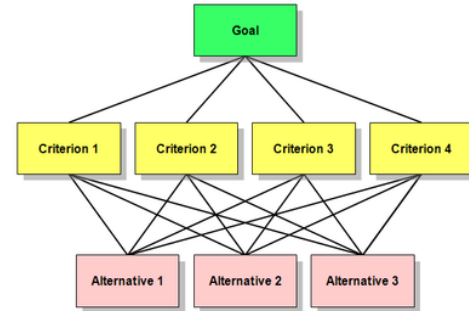 Goal
Criterion 1
Criterion 2
Criterion 3
Criterion 4
Alternative 1
Alternative 2
Alternative 3